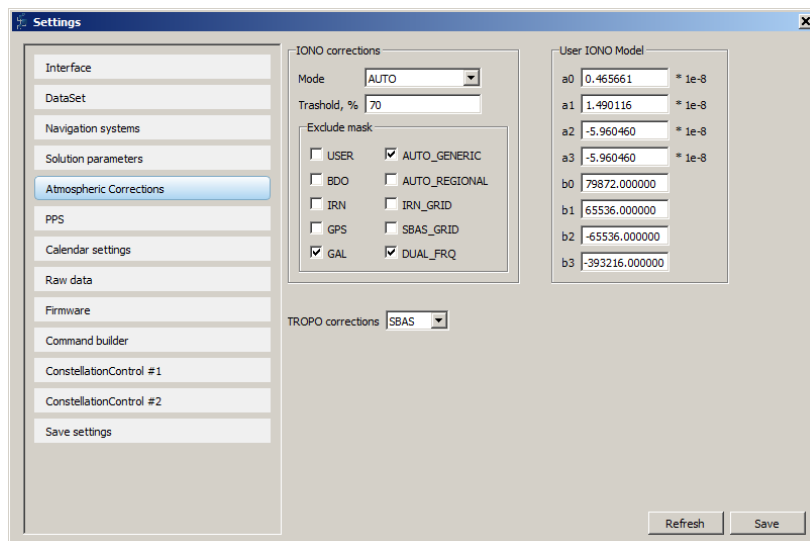 Settings
Interface
DataSet
Navigation systems
Solution parameters
Atmospheric Corrections
PPS
Calendar settings
Raw data
Firmware
Command builder
ConstellationControl #1
ConstellationControl #2
Save settings
IONO corrections
Mode AUTO
Trashold, % 70
Exclude mask
USER AUTO_GENERIC
BDO AUTO_REGIONAL
IRN IRN_GRID
GPS SBAS_GRID
GAL DUAL_FRQ
TROPO corrections SBAS
User IONO Model
a0 0.465661 * 1e-8
a1 1.490116 * 1e-8
a2 -5.960460 * 1e-8
a3 -5.960460 * 1e-8
b0 79872.000000
b1 65536.000000
b2 -65536.000000
b3 -393216.000000
Refresh Save